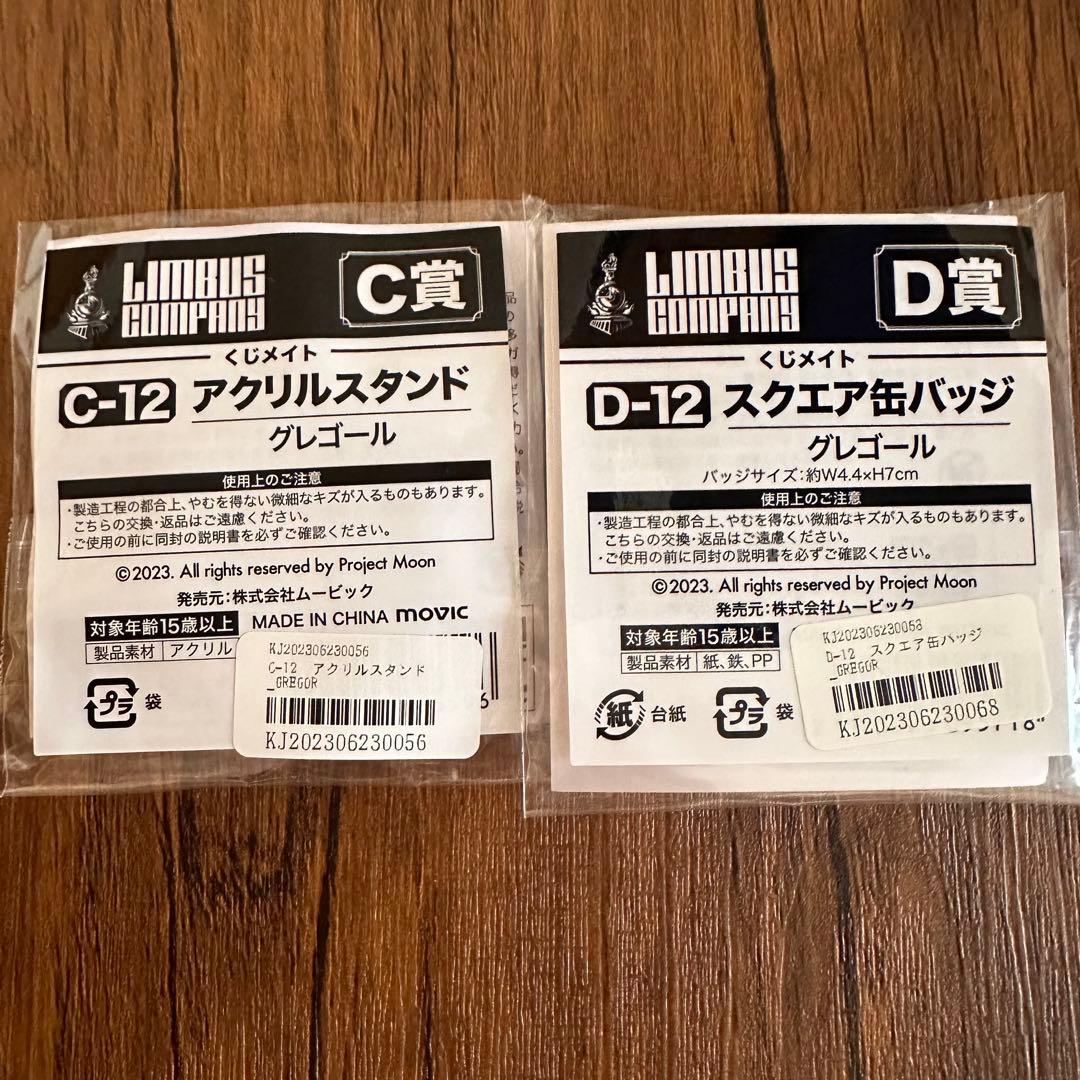 LIMBUS COMPANY
C賞
くじメイト
C-12 アクリルスタンド
グレゴール
使用上のご注意
・製造工程の都合上、やむを得ない微細なキズが入るものもあります。
こちらの交換・返品はご遠慮ください。
・ご使用の前に同封の説明書を必ずご確認ください。
©2023. All rights reserved by Project Moon
発売元：株式会社ムービック
対象年齢15歳以上 MADE IN CHINA movic
製品素材 アクリル
プラ 袋
KJ202306230056
C-12 アクリルスタンド
_GREGOR
KJ202306230056
LIMBUS COMPANY
D賞
くじメイト
D-12 スクエア缶バッジ
グレゴール
バッジサイズ：約W4.4×H7cm
使用上のご注意
・製造工程の都合上、やむを得ない微細なキズが入るものもあります。
こちらの交換・返品はご遠慮ください。
・ご使用の前に同封の説明書を必ずご確認ください。
©2023. All rights reserved by Project Moon
発売元：株式会社ムービック
対象年齢15歳以上
製品素材 紙、鉄、PP
紙 台紙 プラ 袋
KJ202306230068
D-12 スクエア缶バッジ
_GREGOR
KJ202306230068